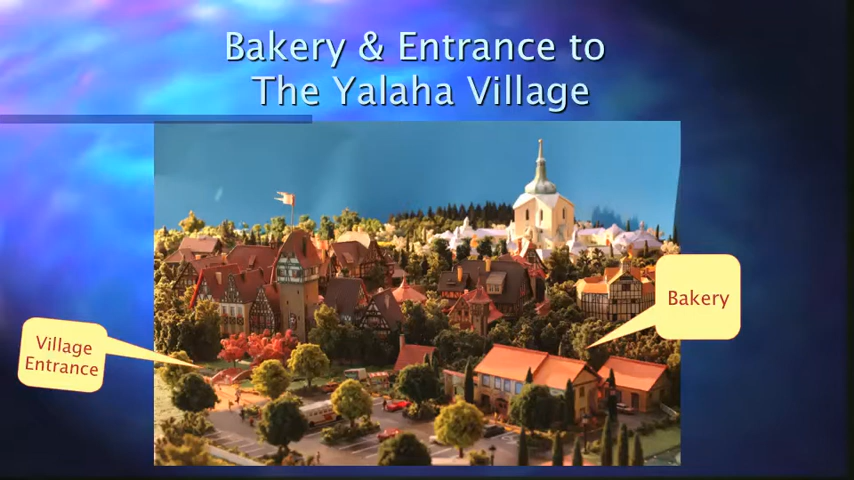 Bakery & Entrance to
The Yalaha Village
Bakery
Village
Entrance